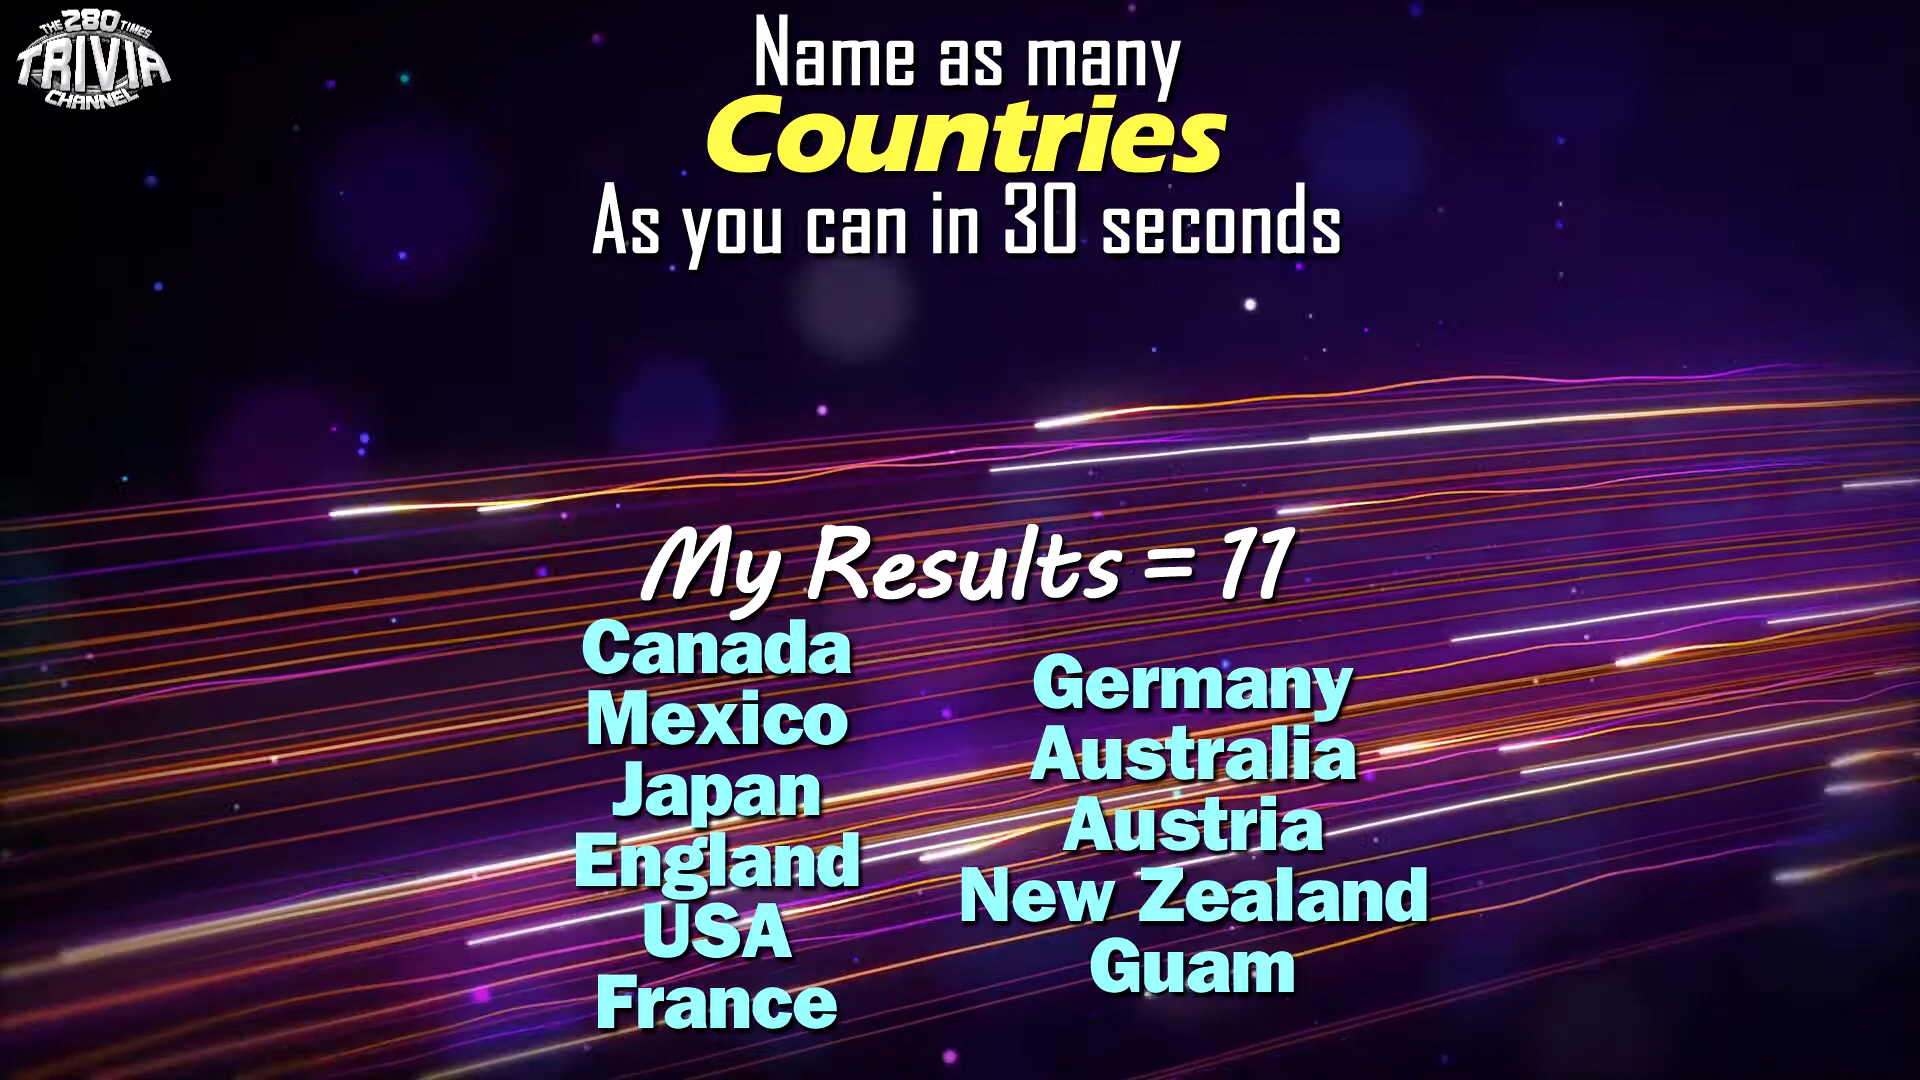 THE 280 TIMES
TRIVIA
CHANNEL
Name as many
Countries
As you can in 30 seconds
My Results = 11
Canada
Mexico
Japan
England
USA
France
Germany
Australia
Austria
New Zealand
Guam